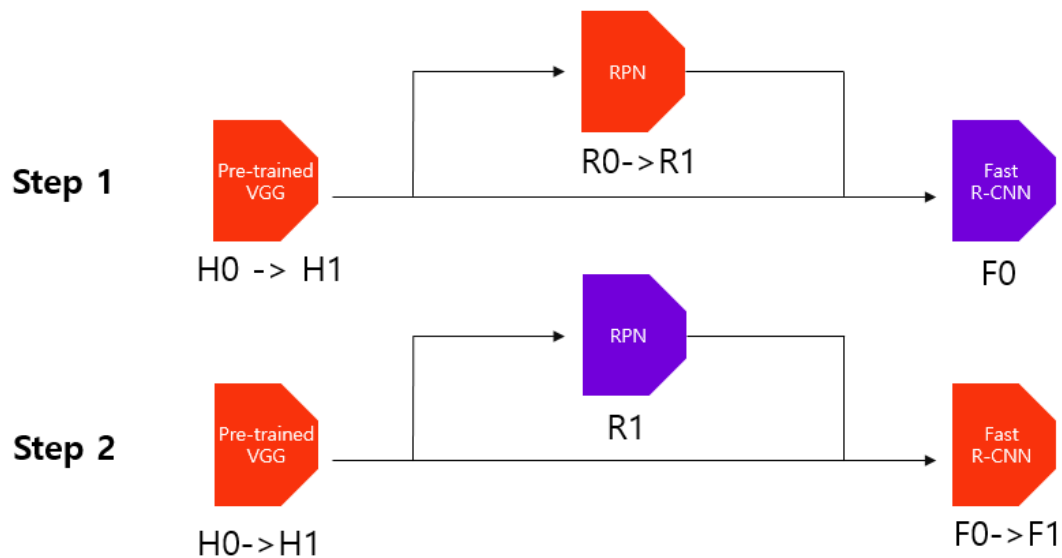 RPN
R0->R1
Step 1
Pre-trained
VGG
H0 -> H1
Fast
R-CNN
F0
RPN
R1
Step 2
Pre-trained
VGG
H0->H1
Fast
R-CNN
F0->F1